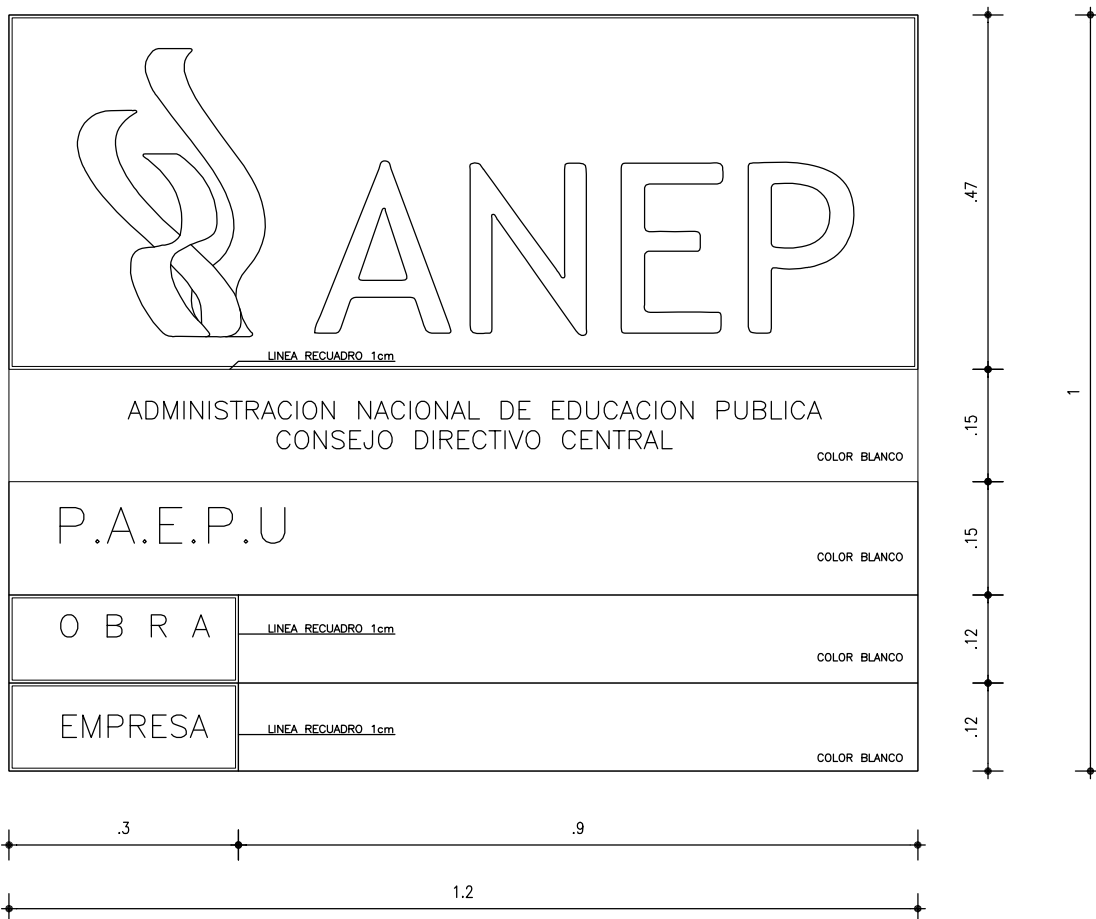 ANEP
.47
LINEA RECUADRO 1cm
ADMINISTRACION NACIONAL DE EDUCACION PUBLICA
CONSEJO DIRECTIVO CENTRAL
COLOR BLANCO
.15
1
P.A.E.P.U
COLOR BLANCO
.15
O B R A
LINEA RECUADRO 1cm
COLOR BLANCO
.12
EMPRESA
LINEA RECUADRO 1cm
COLOR BLANCO
.12
.3
.9
1.2